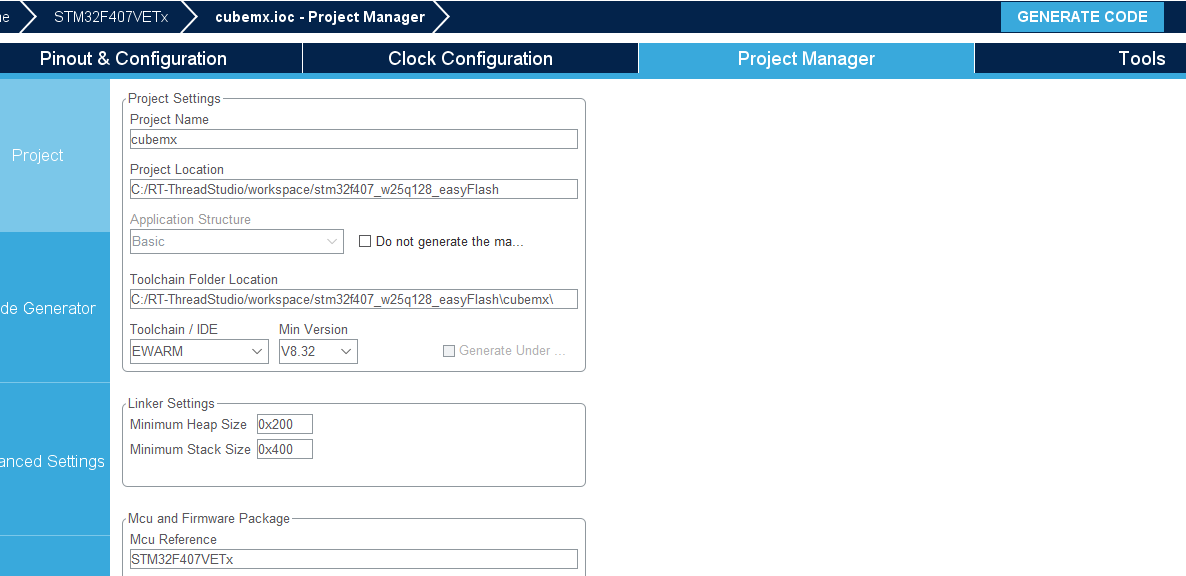 STM32F407VETx cubemx.ioc - Project Manager GENERATE CODE
Pinout & Configuration Clock Configuration Project Manager Tools
Project
Project Settings
Project Name
cubemx
Project Location
C:/RT-ThreadStudio/workspace/stm32f407_w25q128_easyFlash
Application Structure
Basic Do not generate the ma...
Toolchain Folder Location
C:/RT-ThreadStudio/workspace/stm32f407_w25q128_easyFlash\cubemx\
de Generator
Toolchain / IDE Min Version
EWARM V8.32 Generate Under ...
Linker Settings
Minimum Heap Size 0x200
Minimum Stack Size 0x400
anced Settings
Mcu and Firmware Package
Mcu Reference
STM32F407VETx